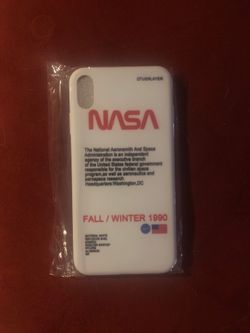 NASA
The National Aeronsmith And Space
Administration is an independent
agency of the executive branch
of the United States federal government
responsible for the civilian space
program,as well as aeronautics and
aerospace research
Headquarters:Washington,DC
FALL / WINTER 1990